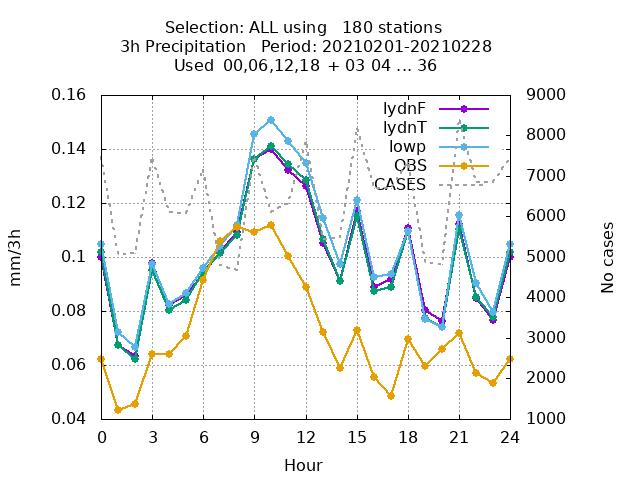 Selection: ALL using   180 stations
3h Precipitation   Period: 20210201-20210228
Used  00,06,12,18 + 03 04 ... 36
0.16
0.14
0.12
0.1
0.08
0.06
0.04
9000
8000
7000
6000
5000
4000
3000
2000
1000
lydnF
lydnT
lowp
OBS
CASES
mm/3h
No cases
0 3 6 9 12 15 18 21 24
Hour